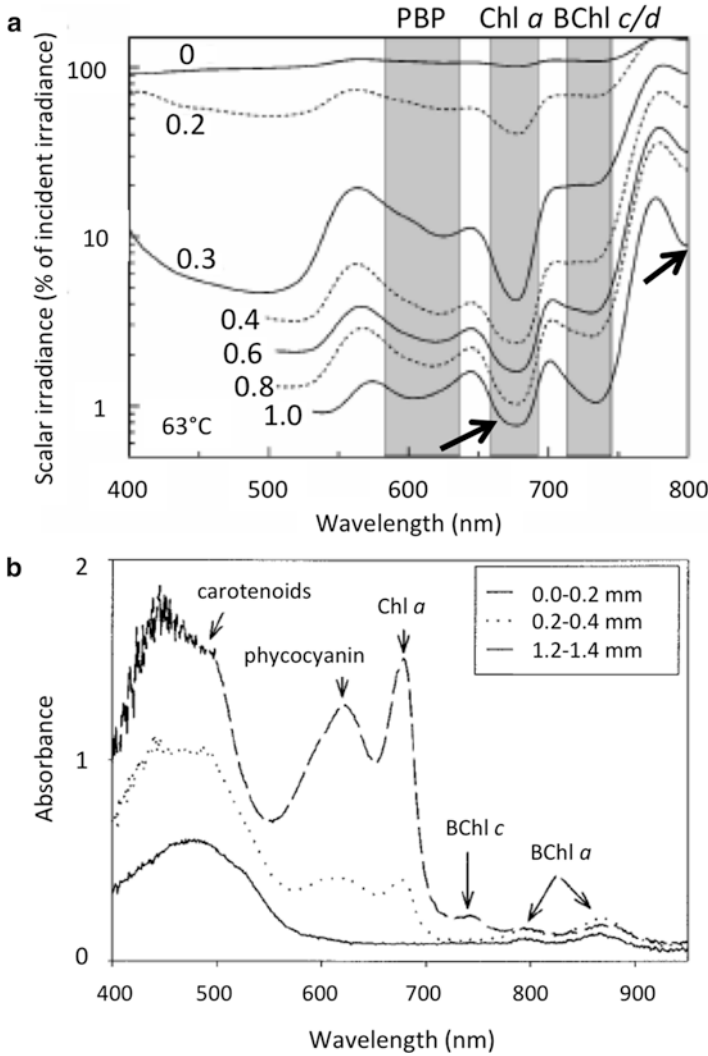 a
PBP Chl a BChl c/d
Scalar irradiance (% of incident irradiance)
100
10
1
0
0.2
0.3
0.4
0.6
0.8
1.0
63°C
400 500 600 700 800
Wavelength (nm)
b
Absorbance
2
1
0
carotenoids
phycocyanin
Chl a
BChl c
BChl a
0.0-0.2 mm
0.2-0.4 mm
1.2-1.4 mm
400 500 600 700 800 900
Wavelength (nm)